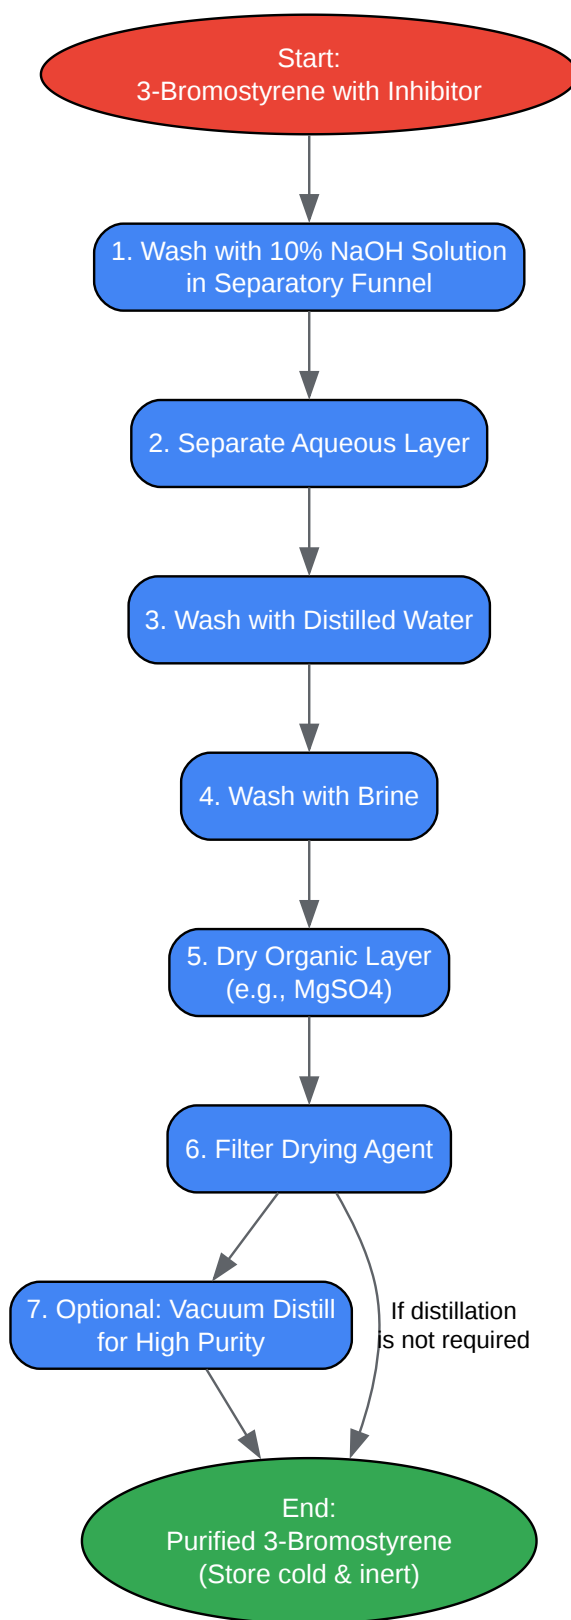 Start:
3-Bromostyrene with Inhibitor
1. Wash with 10% NaOH Solution
in Separatory Funnel
2. Separate Aqueous Layer
3. Wash with Distilled Water
4. Wash with Brine
5. Dry Organic Layer
(e.g., MgSO4)
6. Filter Drying Agent
7. Optional: Vacuum Distill
for High Purity
If distillation
is not required
End:
Purified 3-Bromostyrene
(Store cold & inert)